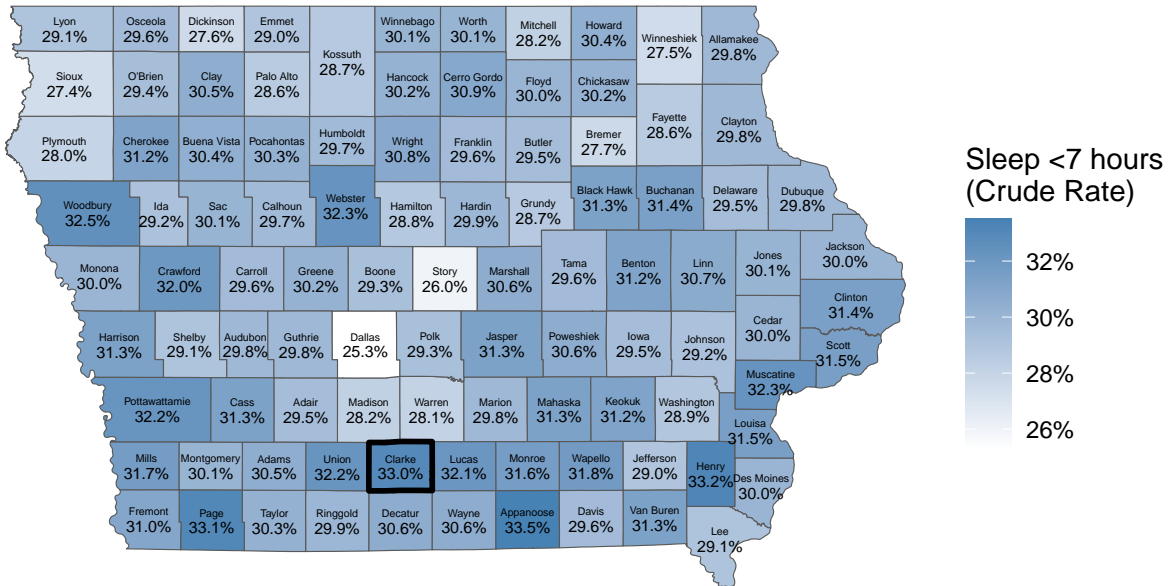 Lyon
29.1%
Osceola
29.6%
Dickinson
27.6%
Emmet
29.0%
Kossuth
28.7%
Winnebago
30.1%
Worth
30.1%
Mitchell
28.2%
Howard
30.4%
Winneshiek
27.5%
Allamakee
29.8%
Sioux
27.4%
O'Brien
29.4%
Clay
30.5%
Palo Alto
28.6%
Hancock
30.2%
Cerro Gordo
30.9%
Floyd
30.0%
Chickasaw
30.2%
Fayette
28.6%
Clayton
29.8%
Plymouth
28.0%
Cherokee
31.2%
Buena Vista
30.4%
Pocahontas
30.3%
Humboldt
29.7%
Wright
30.8%
Franklin
29.6%
Butler
29.5%
Bremer
27.7%
Woodbury
32.5%
Ida
29.2%
Sac
30.1%
Calhoun
29.7%
Webster
32.3%
Hamilton
28.8%
Hardin
29.9%
Grundy
28.7%
Black Hawk
31.3%
Buchanan
31.4%
Delaware
29.5%
Dubuque
29.8%
Monona
30.0%
Crawford
32.0%
Carroll
29.6%
Greene
30.2%
Boone
29.3%
Story
26.0%
Marshall
30.6%
Tama
29.6%
Benton
31.2%
Linn
30.7%
Jones
30.1%
Jackson
30.0%
Clinton
31.4%
Harrison
31.3%
Shelby
29.1%
Audubon
29.8%
Guthrie
29.8%
Dallas
25.3%
Polk
29.3%
Jasper
31.3%
Poweshiek
30.6%
Iowa
29.5%
Johnson
29.2%
Cedar
30.0%
Scott
31.5%
Muscatine
32.3%
Pottawattamie
32.2%
Cass
31.3%
Adair
29.5%
Madison
28.2%
Warren
28.1%
Marion
29.8%
Mahaska
31.3%
Keokuk
31.2%
Washington
28.9%
Louisa
31.5%
Mills
31.7%
Montgomery
30.1%
Adams
30.5%
Union
32.2%
Clarke
33.0%
Lucas
32.1%
Monroe
31.6%
Wapello
31.8%
Jefferson
29.0%
Henry
33.2%
Des Moines
30.0%
Fremont
31.0%
Page
33.1%
Taylor
30.3%
Ringgold
29.9%
Decatur
30.6%
Wayne
30.6%
Appanoose
33.5%
Davis
29.6%
Van Buren
31.3%
Lee
29.1%
Sleep <7 hours
(Crude Rate)
32%
30%
28%
26%